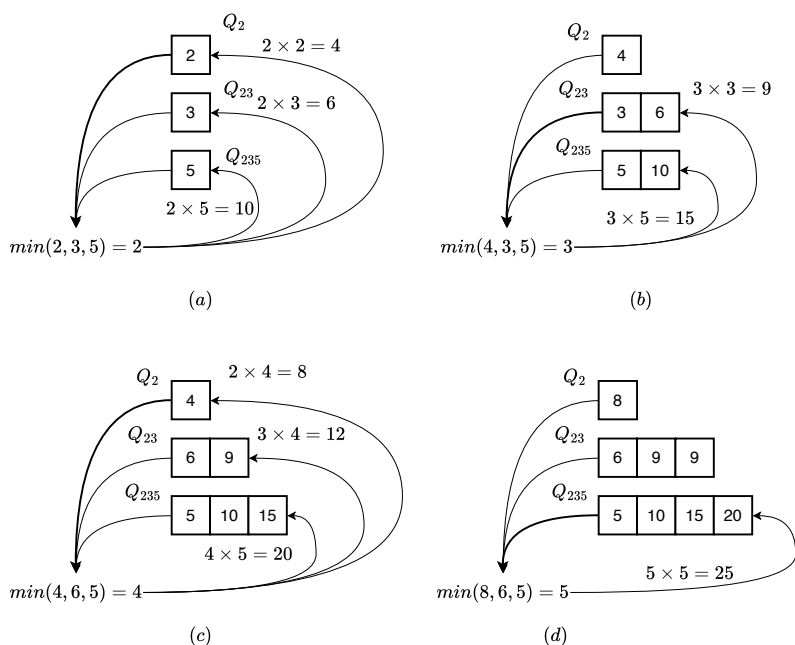 Q₂
2
2 × 2 = 4
Q₂₃
3
2 × 3 = 6
Q₂₃₅
5
2 × 5 = 10
min(2, 3, 5) = 2
(a)
Q₂
4
Q₂₃
3 6
3 × 3 = 9
Q₂₃₅
5 10
3 × 5 = 15
min(4, 3, 5) = 3
(b)
Q₂
4
2 × 4 = 8
Q₂₃
6 9
3 × 4 = 12
Q₂₃₅
5 10 15
4 × 5 = 20
min(4, 6, 5) = 4
(c)
Q₂
8
Q₂₃
6 9 9
Q₂₃₅
5 10 15 20
5 × 5 = 25
min(8, 6, 5) = 5
(d)